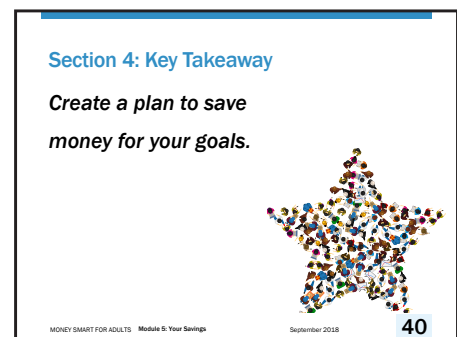 Section 4: Key Takeaway
Create a plan to save
money for your goals.
MONEY SMART FOR ADULTS Module 5: Your Savings September 2018 40